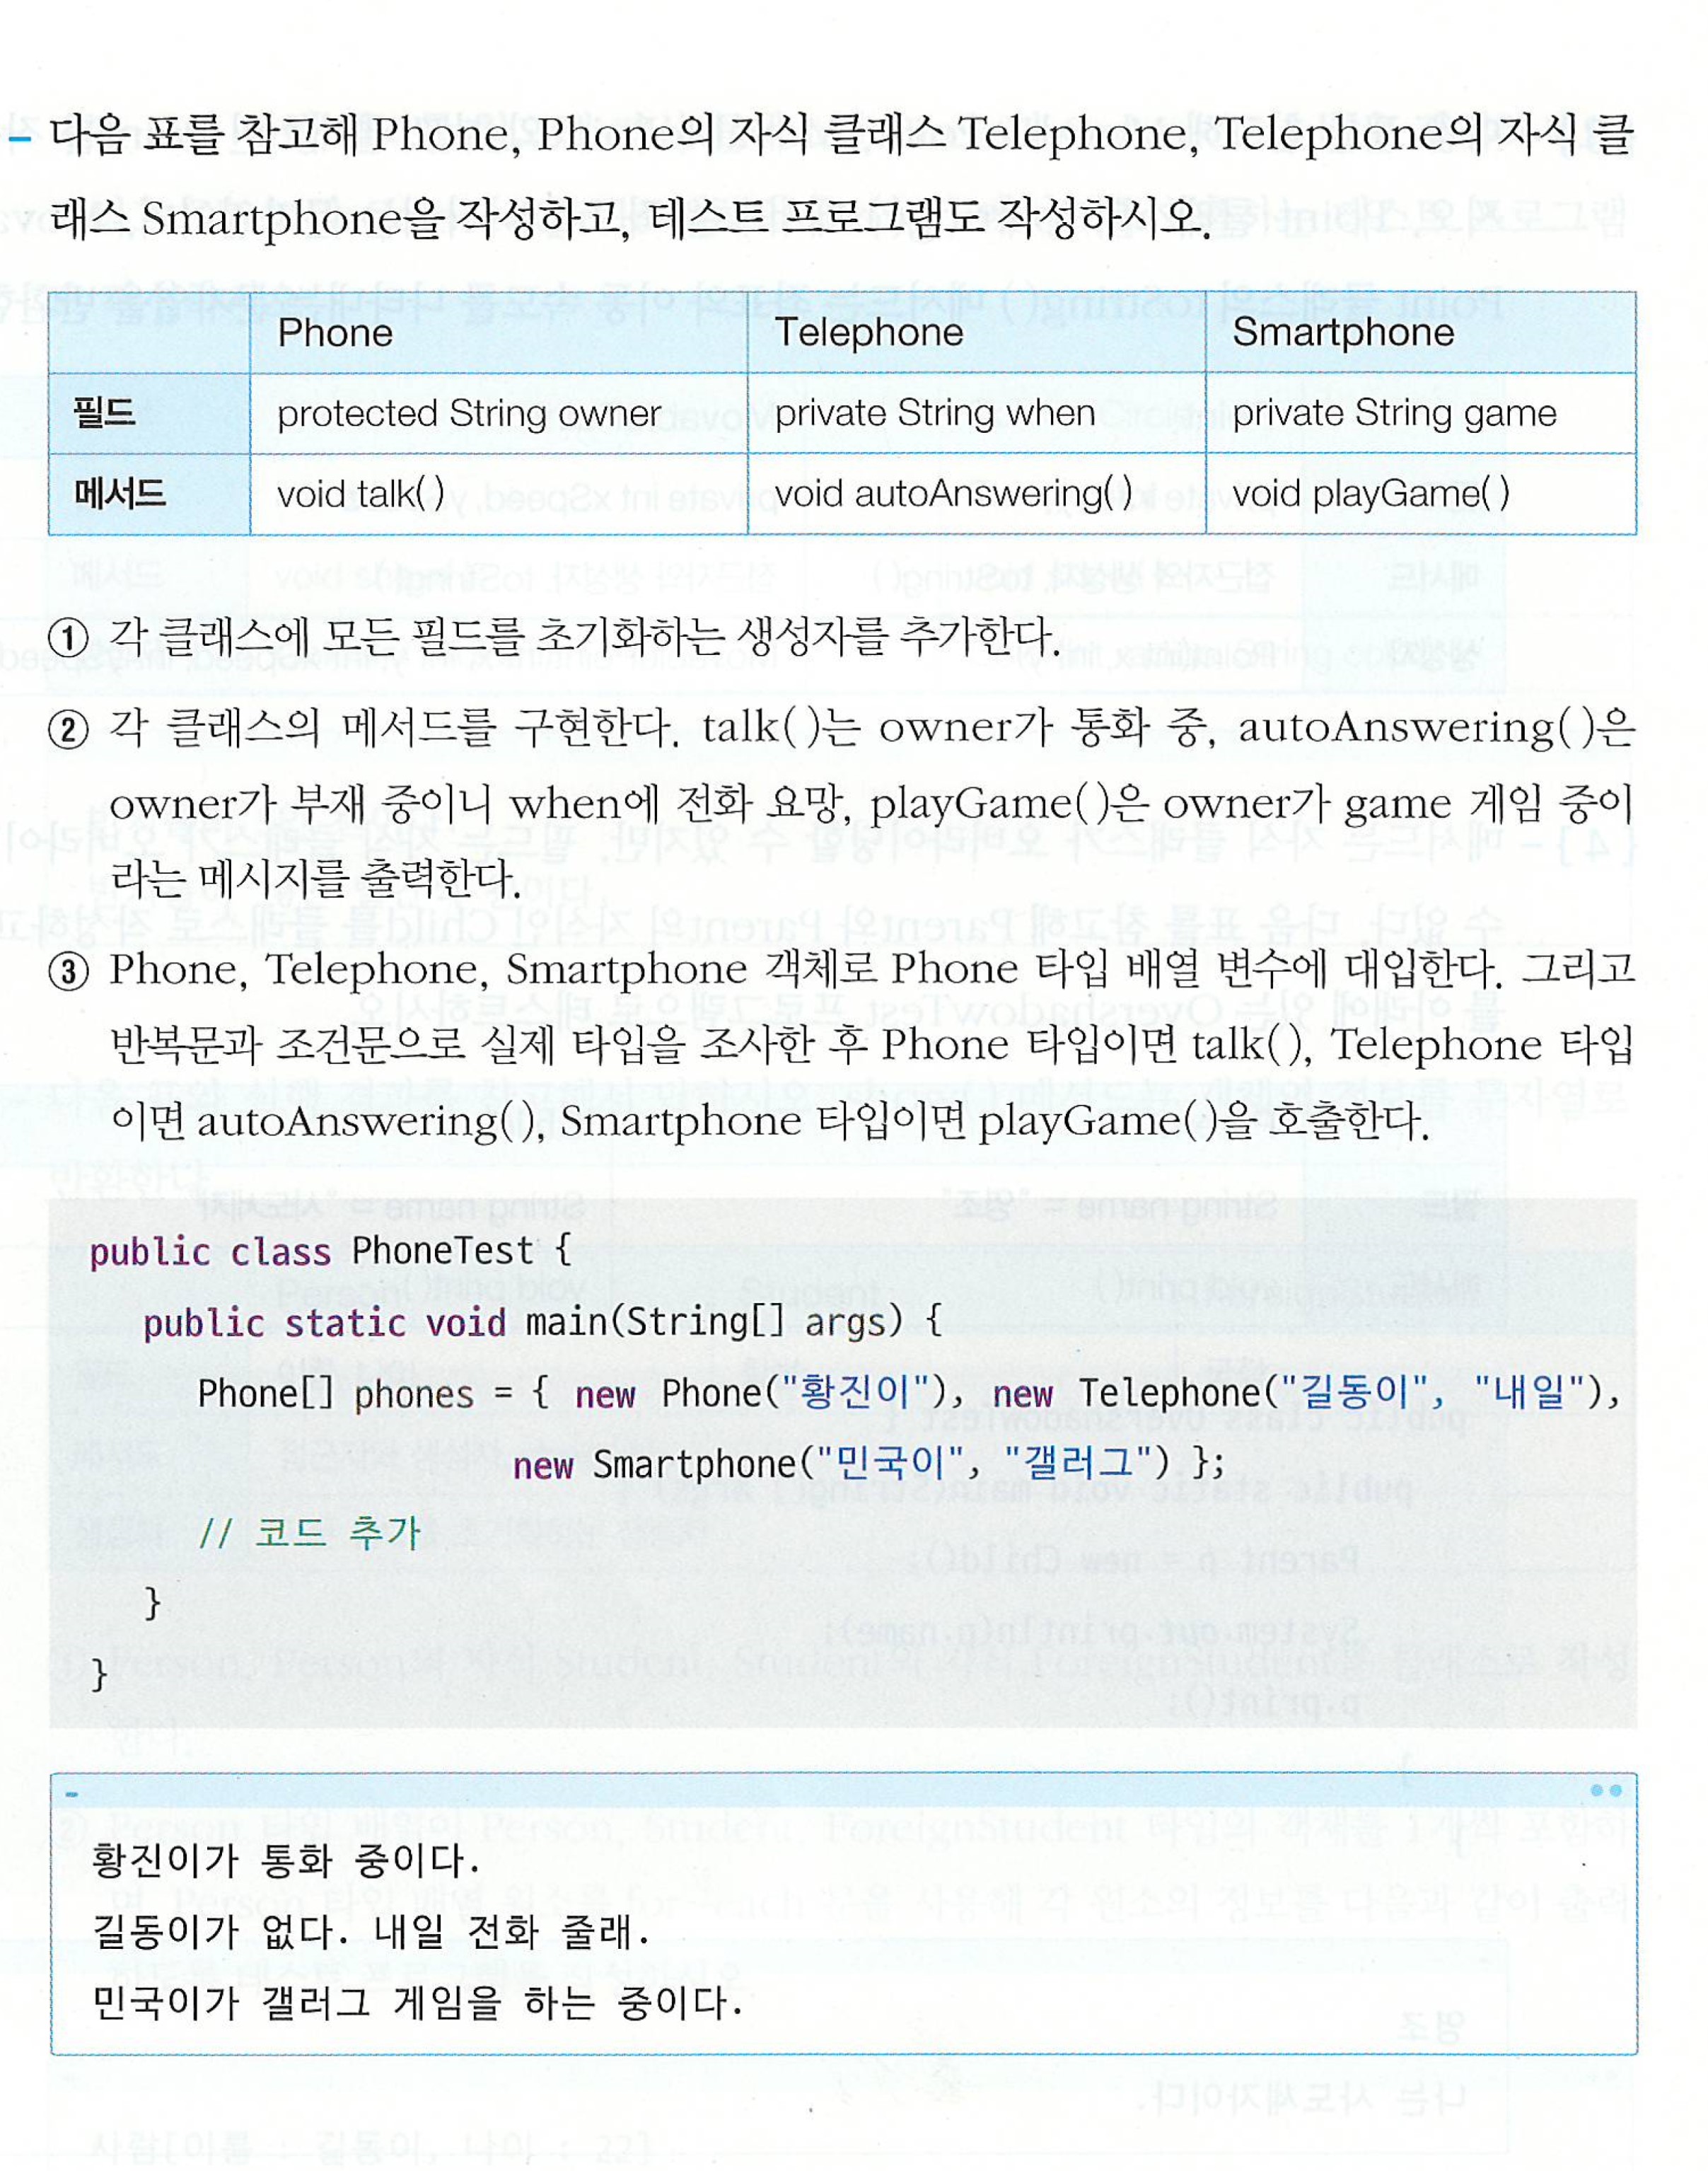 다음 표를 참고해 Phone, Phone의 자식 클래스 Telephone, Telephone의 자식 클
래스 Smartphone을 작성하고, 테스트 프로그램도 작성하시오.
Phone Telephone Smartphone
필드 protected String owner private String when private String game
메서드 void talk() void autoAnswering() void playGame()
① 각 클래스에 모든 필드를 초기화하는 생성자를 추가한다.
② 각 클래스의 메서드를 구현한다. talk()는 owner가 통화 중, autoAnswering()은
owner가 부재 중이니 when에 전화 요망, playGame()은 owner가 game 게임 중이
라는 메시지를 출력한다.
③ Phone, Telephone, Smartphone 객체로 Phone 타입 배열 변수에 대입한다. 그리고
반복문과 조건문으로 실제 타입을 조사한 후 Phone 타입이면 talk(), Telephone 타입
이면 autoAnswering(), Smartphone 타입이면 playGame()을 호출한다.
public class PhoneTest {
public static void main(String[] args) {
Phone[] phones = { new Phone("황진이"), new Telephone("길동이", "내일"),
new Smartphone("민국이", "갤러그") };
// 코드 추가
}
}
황진이가 통화 중이다.
길동이가 없다. 내일 전화 줄래.
민국이가 갤러그 게임을 하는 중이다.